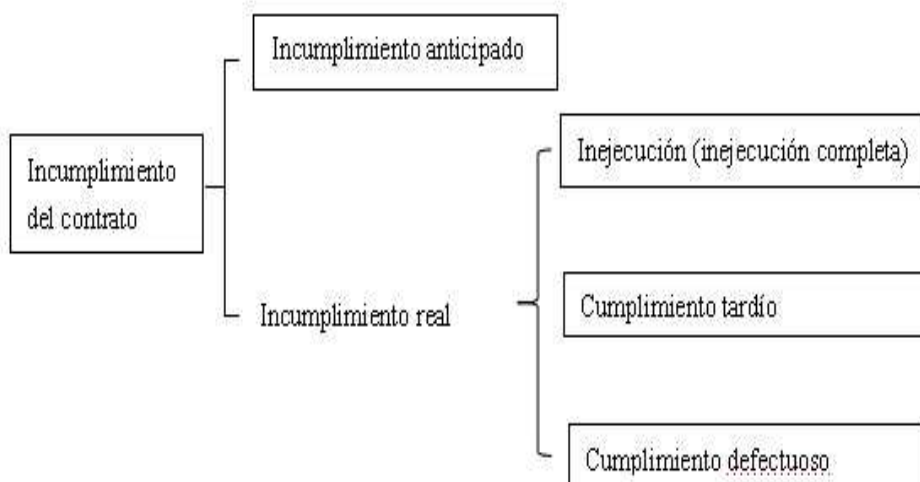 Incumplimiento anticipado
Inejecución (inejecución completa)
Incumplimiento
del contrato
Cumplimiento tardío
Incumplimiento real
Cumplimiento defectuoso